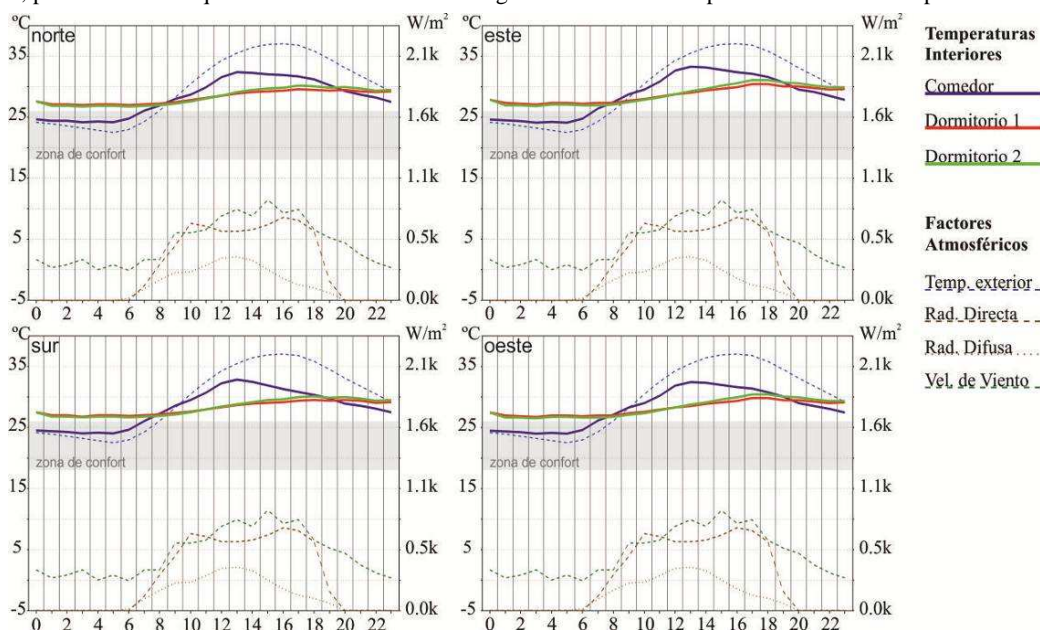 norte
este
sur
oeste
ºC
W/m²
35
25
15
5
-5
2.1k
1.6k
1.1k
0.5k
0.0k
zona de confort
0 2 4 6 8 10 12 14 16 18 20 22
ºC
W/m²
35
25
15
5
-5
2.1k
1.6k
1.1k
0.5k
0.0k
zona de confort
0 2 4 6 8 10 12 14 16 18 20 22
ºC
W/m²
35
25
15
5
-5
2.1k
1.6k
1.1k
0.5k
0.0k
zona de confort
0 2 4 6 8 10 12 14 16 18 20 22
ºC
W/m²
35
25
15
5
-5
2.1k
1.6k
1.1k
0.5k
0.0k
zona de confort
0 2 4 6 8 10 12 14 16 18 20 22
Temperaturas
Interiores
Comedor
Dormitorio 1
Dormitorio 2
Factores
Atmosféricos
Temp. exterior
Rad. Directa
Rad. Difusa
Vel. de Viento